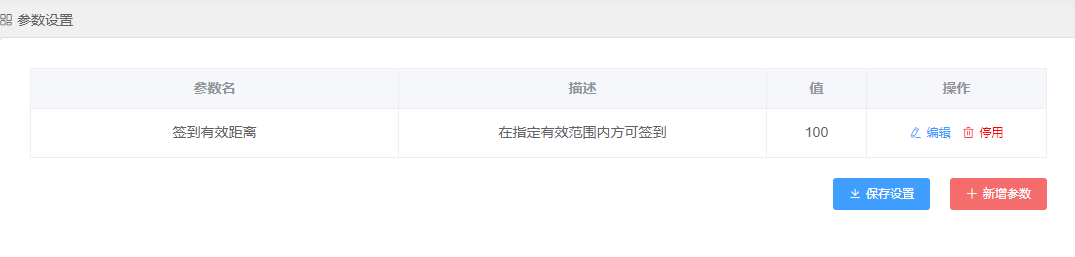 参数设置
参数名 描述 值 操作
签到有效距离 在指定有效范围内方可签到 100 编辑 停用
保存设置 新增参数